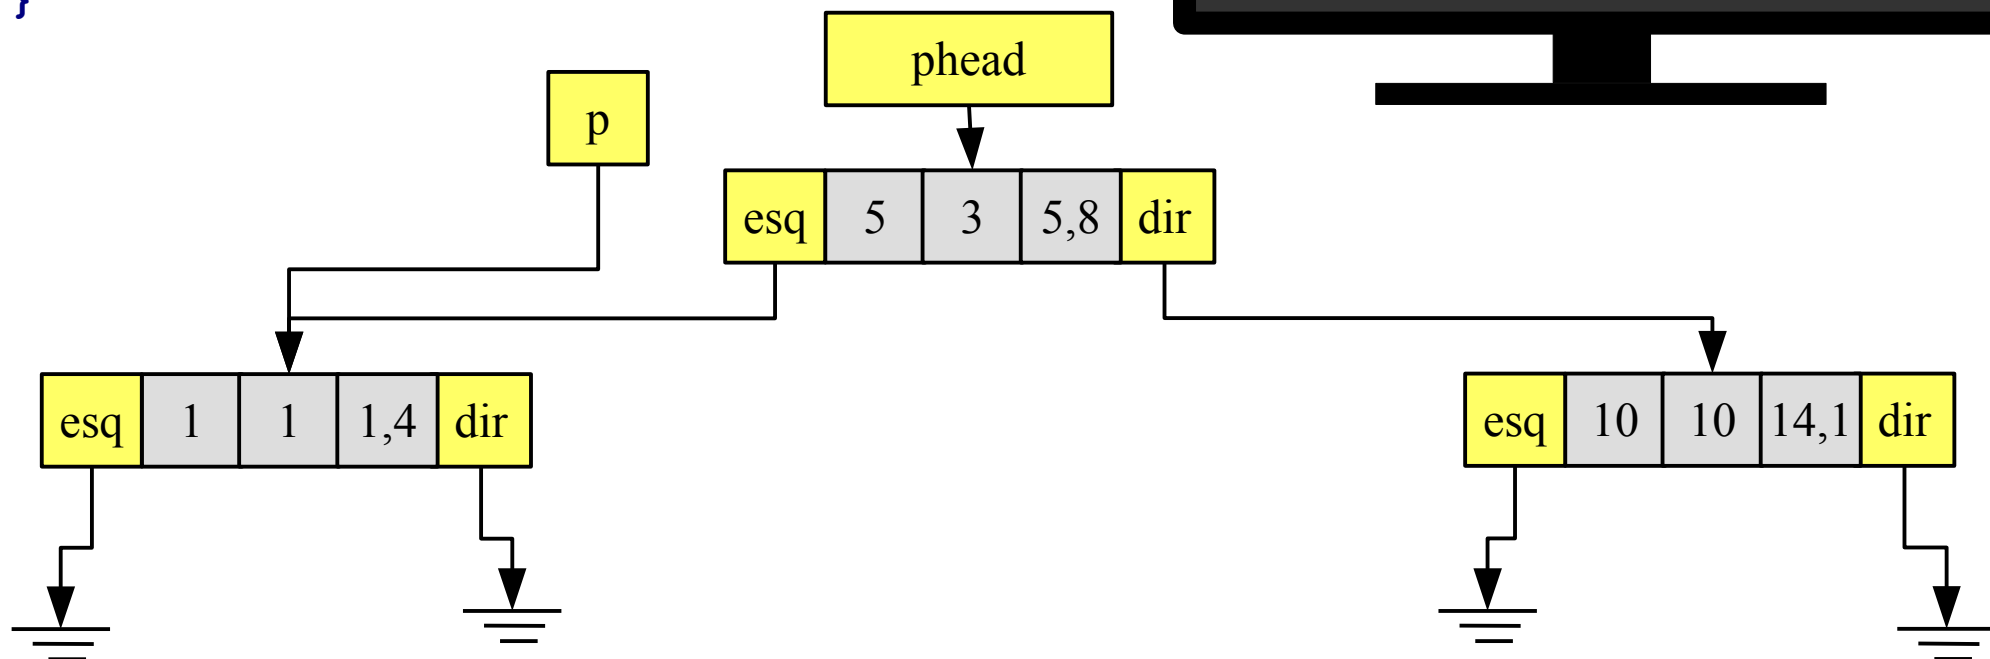 }
phead
p
esq 5 3 5,8 dir
esq 1 1 1,4 dir
esq 10 10 14,1 dir